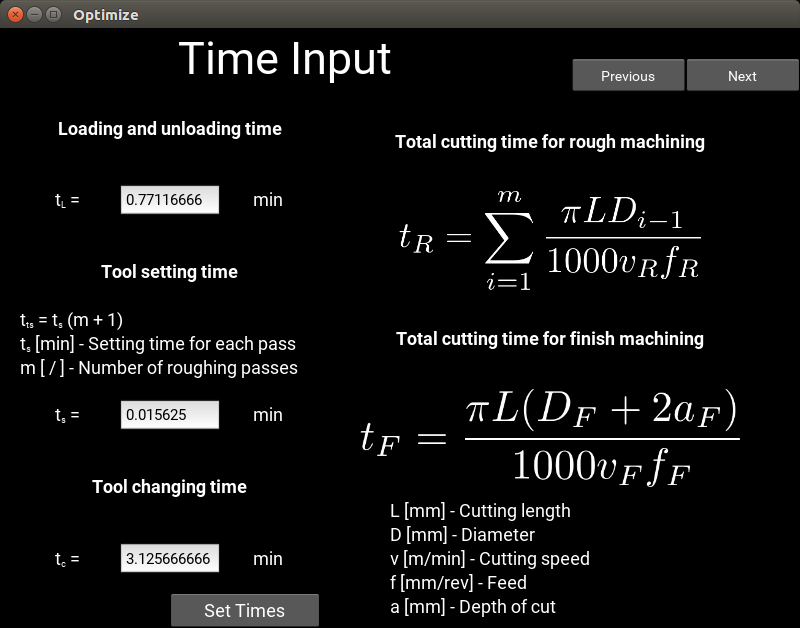 Optimize
Time Input
Previous
Next
Loading and unloading time
t_L =
0.77116666
min
Tool setting time
t_ts = t_s (m + 1)
t_s [min] - Setting time for each pass
m [ / ] - Number of roughing passes
t_s =
0.015625
min
Tool changing time
t_c =
3.125666666
min
Set Times
Total cutting time for rough machining
t_R = \sum_{i=1}^{m} \frac{\pi L D_{i-1}}{1000 v_R f_R}
Total cutting time for finish machining
t_F = \frac{\pi L (D_F + 2a_F)}{1000 v_F f_F}
L [mm] - Cutting length
D [mm] - Diameter
v [m/min] - Cutting speed
f [mm/rev] - Feed
a [mm] - Depth of cut